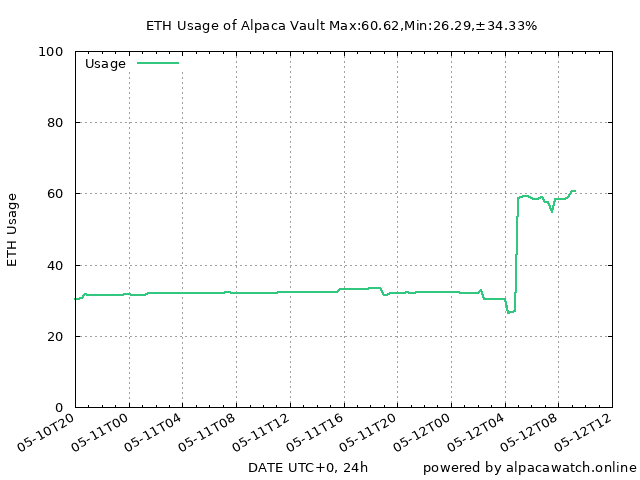 ETH Usage of Alpaca Vault Max:60.62,Min:26.29,±34.33%
Usage
ETH Usage
100
80
60
40
20
0
05-10T20
05-11T00
05-11T04
05-11T08
05-11T12
05-11T16
05-11T20
05-12T00
05-12T04
05-12T08
05-12T12
DATE UTC+0, 24h
powered by alpacawatch.online